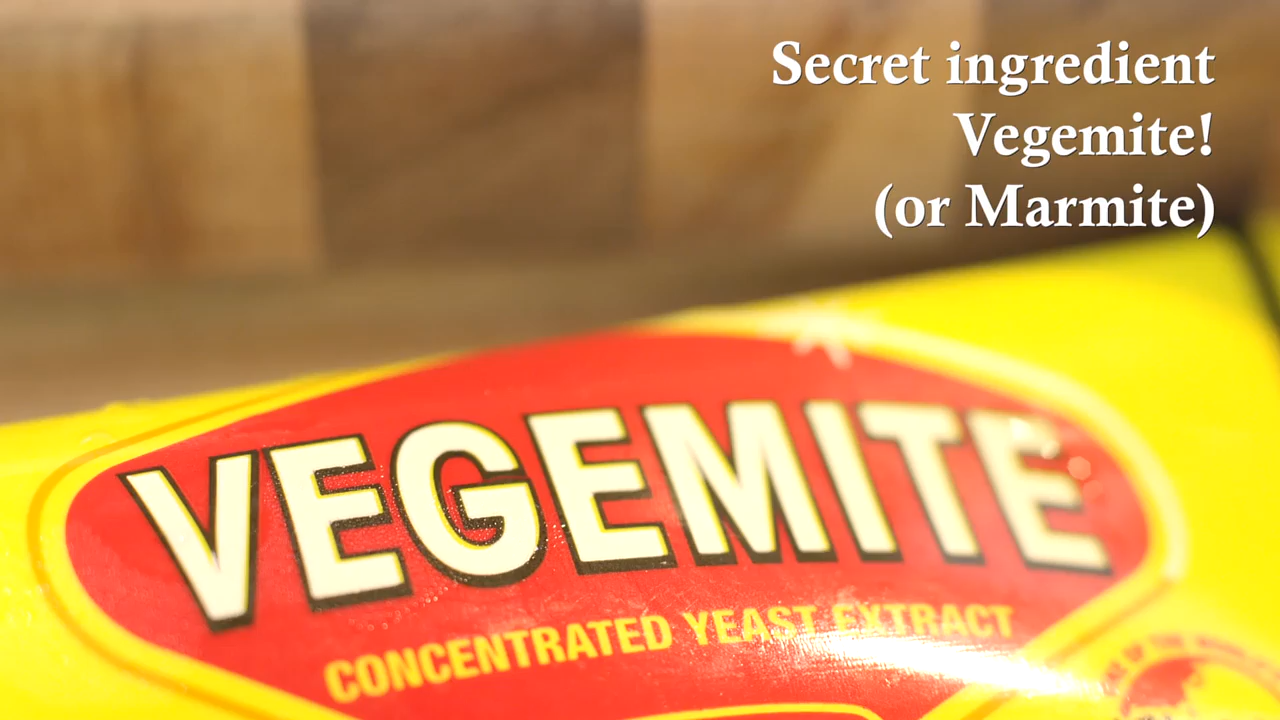 Secret ingredient
Vegemite!
(or Marmite)
VEGEMITE
CONCENTRATED YEAST EXTRACT